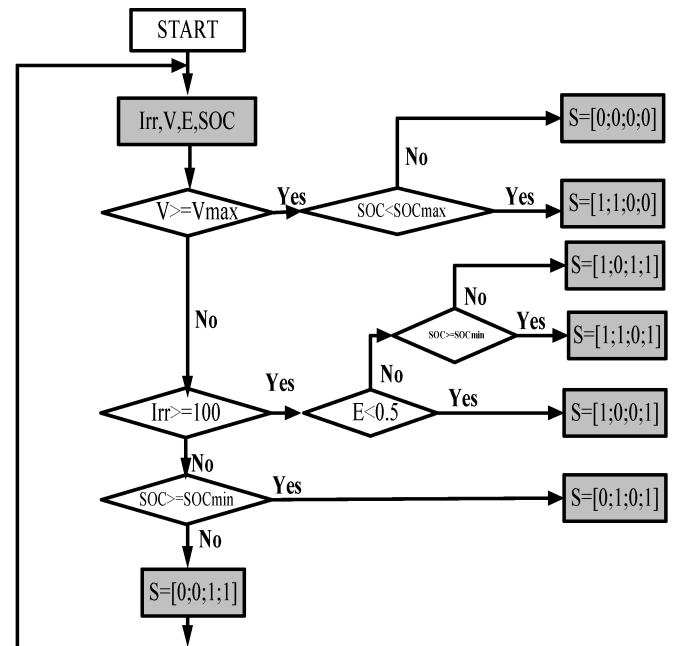 START
Irr,V,E,SOC
S=[0;0;0;0]
No
V>=Vmax
Yes
SOC<SOCmax
Yes
S=[1;1;0;0]
S=[1;0;1;1]
No
No
SOC>=SOCmin
Yes
S=[1;1;0;1]
Yes
No
Irr>=100
E<0.5
Yes
S=[1;0;0;1]
No
SOC>=SOCmin
Yes
S=[0;1;0;1]
No
S=[0;0;1;1]